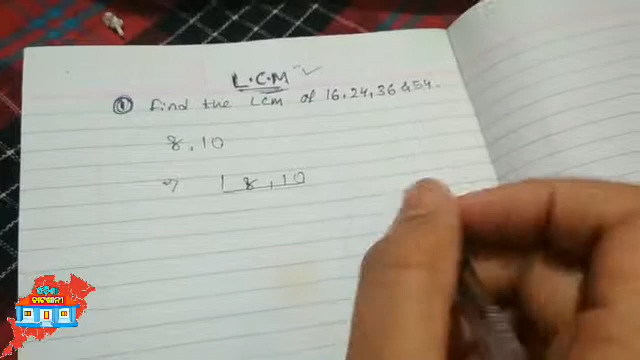 L.C.M
① Find the LCM of 16, 24, 36 & 54.
8, 10
⇒ 8, 10